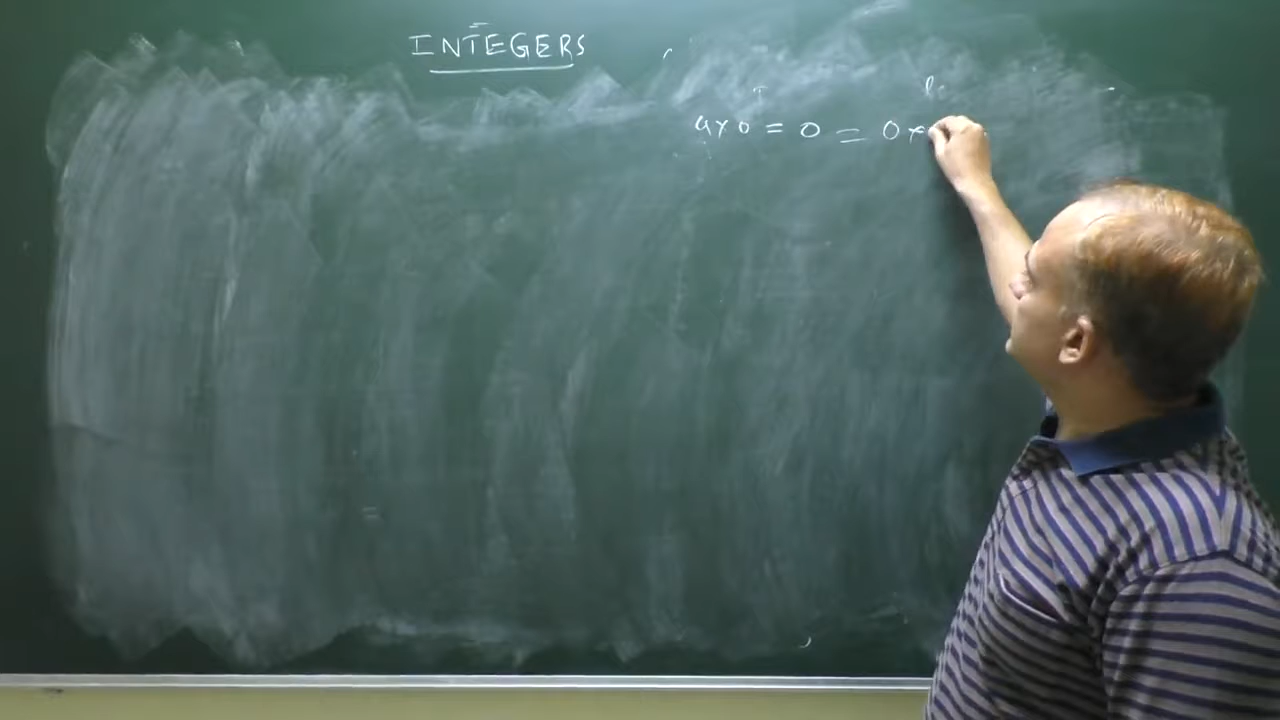 INTEGERS
a × 0 = 0 = 0 ×